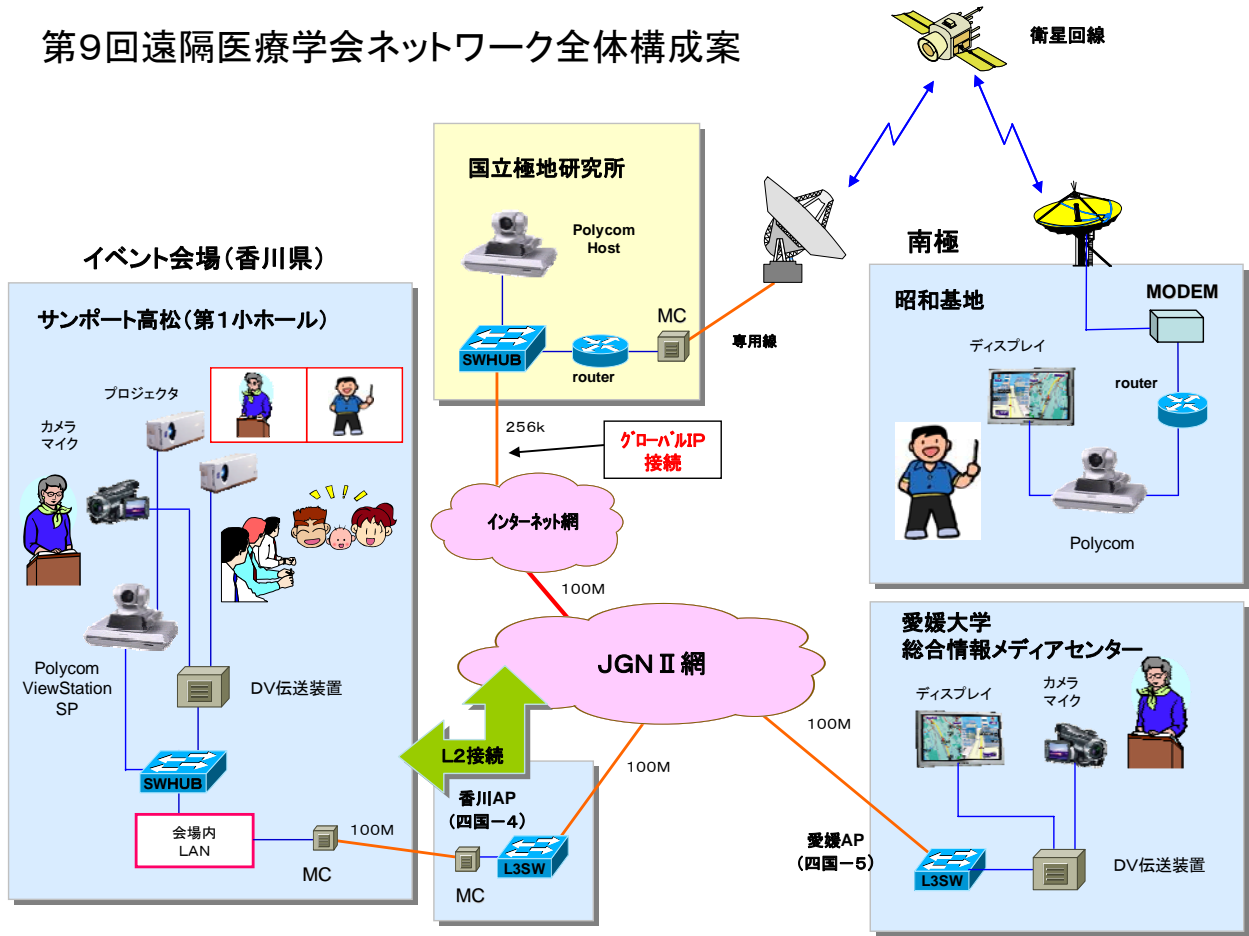 第９回遠隔医療学会ネットワーク全体構成案
衛星回線
国立極地研究所
Polycom
Host
MC
SWHUB
router
専用線
南極
昭和基地
MODEM
ディスプレイ
router
Polycom
イベント会場（香川県）
サンポート高松（第１小ホール）
プロジェクタ
カメラ
マイク
Polycom
ViewStation
SP
DV伝送装置
SWHUB
会場内
LAN
100M
MC
256k
ｸﾞﾛｰﾊﾞﾙIP
接続
インターネット網
100M
ＪＧＮⅡ網
L2接続
100M
100M
香川AP
（四国－４）
L3SW
MC
愛媛大学
総合情報メディアセンター
ディスプレイ
カメラ
マイク
愛媛AP
（四国－５）
L3SW
DV伝送装置